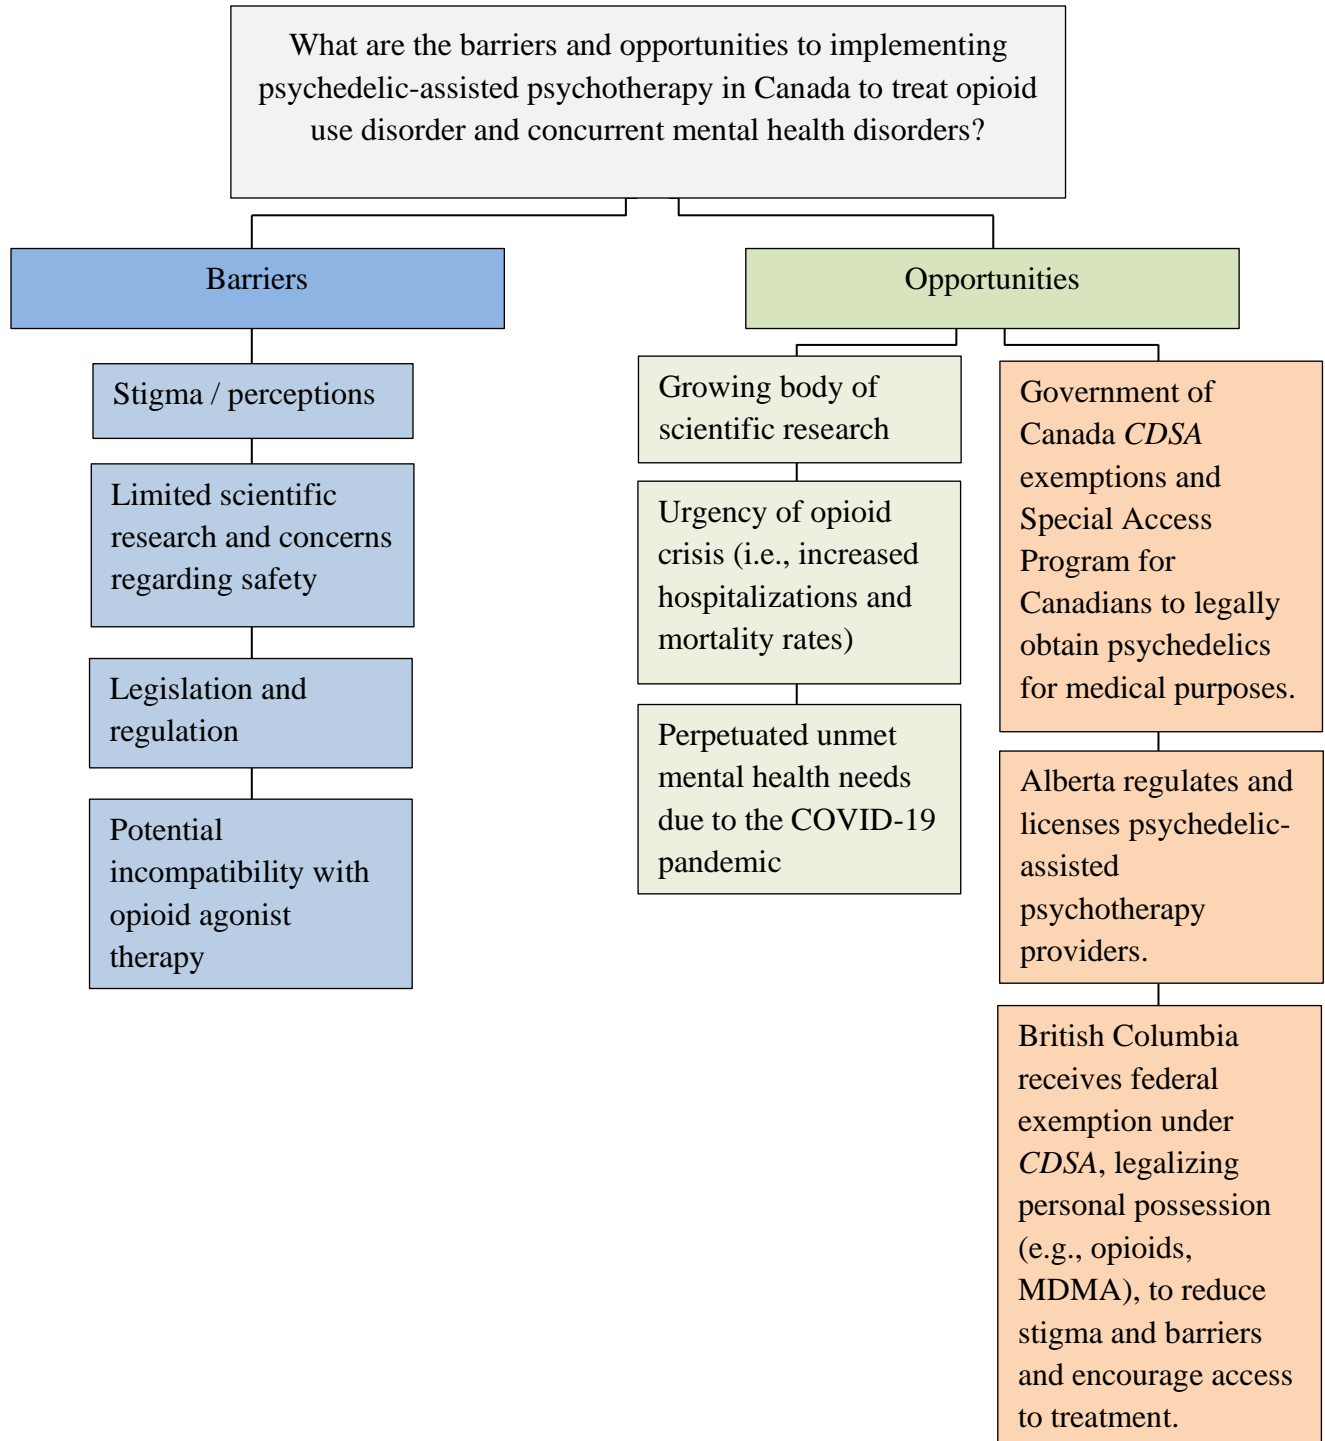 What are the barriers and opportunities to implementing
psychedelic-assisted psychotherapy in Canada to treat opioid
use disorder and concurrent mental health disorders?
Barriers
Stigma / perceptions
Limited scientific
research and concerns
regarding safety
Legislation and
regulation
Potential
incompatibility with
opioid agonist
therapy
Opportunities
Growing body of
scientific research
Urgency of opioid
crisis (i.e., increased
hospitalizations and
mortality rates)
Perpetuated unmet
mental health needs
due to the COVID-19
pandemic
Government of
Canada CDSA
exemptions and
Special Access
Program for
Canadians to legally
obtain psychedelics
for medical purposes.
Alberta regulates and
licenses psychedelic-
assisted
psychotherapy
providers.
British Columbia
receives federal
exemption under
CDSA, legalizing
personal possession
(e.g., opioids,
MDMA), to reduce
stigma and barriers
and encourage access
to treatment.